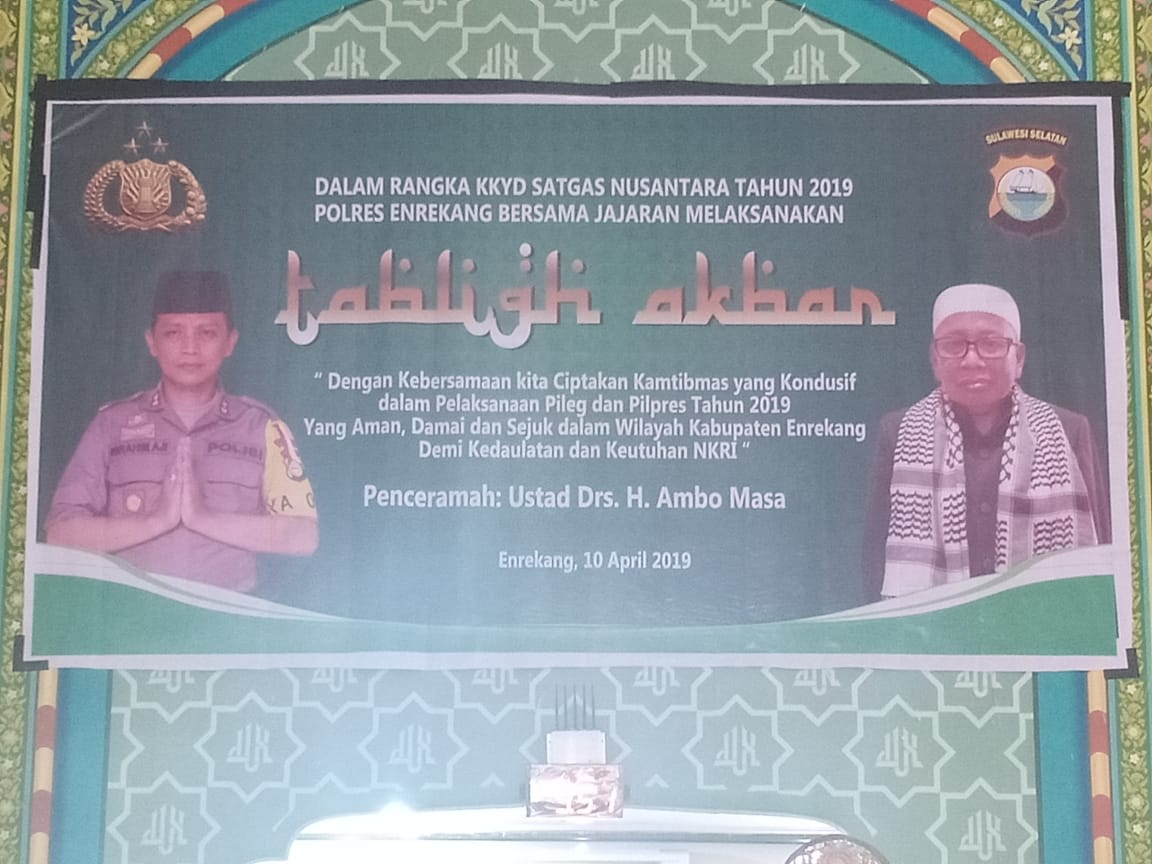 SULAWESI SELATAN
DALAM RANGKA KKYD SATGAS NUSANTARA TAHUN 2019
POLRES ENREKANG BERSAMA JAJARAN MELAKSANAKAN
tabligh akbar
“ Dengan Kebersamaan kita Ciptakan Kamtibmas yang Kondusif
dalam Pelaksanaan Pileg dan Pilpres Tahun 2019
Yang Aman, Damai dan Sejuk dalam Wilayah Kabupaten Enrekang
Demi Kedaulatan dan Keutuhan NKRI “
POLISI
Penceramah: Ustad Drs. H. Ambo Masa
Enrekang, 10 April 2019